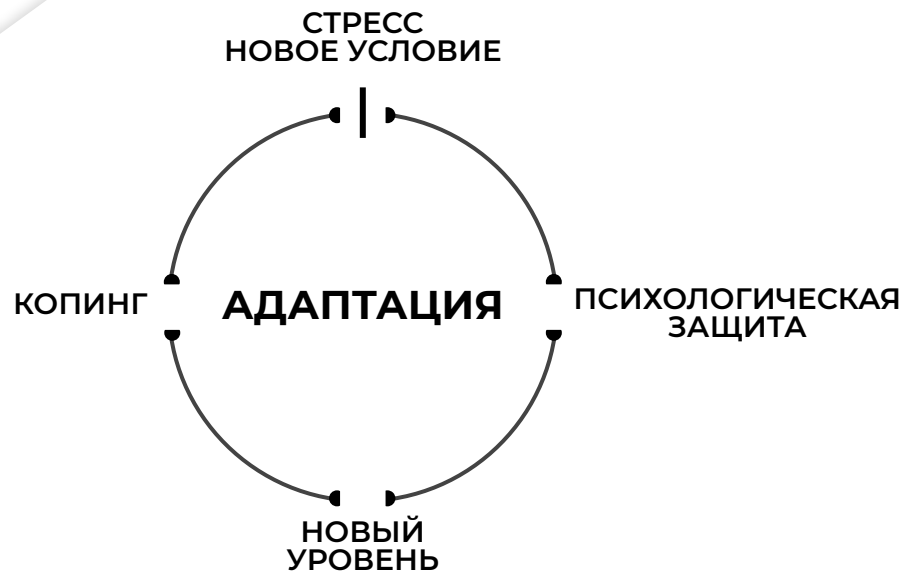 СТРЕСС
НОВОЕ УСЛОВИЕ
КОПИНГ
АДАПТАЦИЯ
ПСИХОЛОГИЧЕСКАЯ
ЗАЩИТА
НОВЫЙ
УРОВЕНЬ